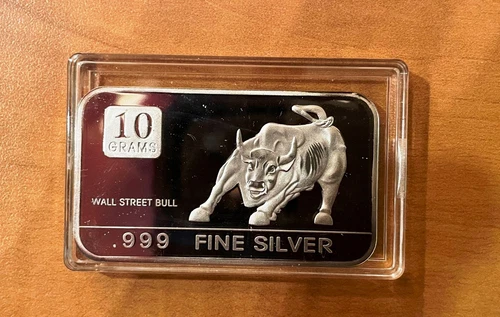 10
GRAMS
WALL STREET BULL
.999 FINE SILVER